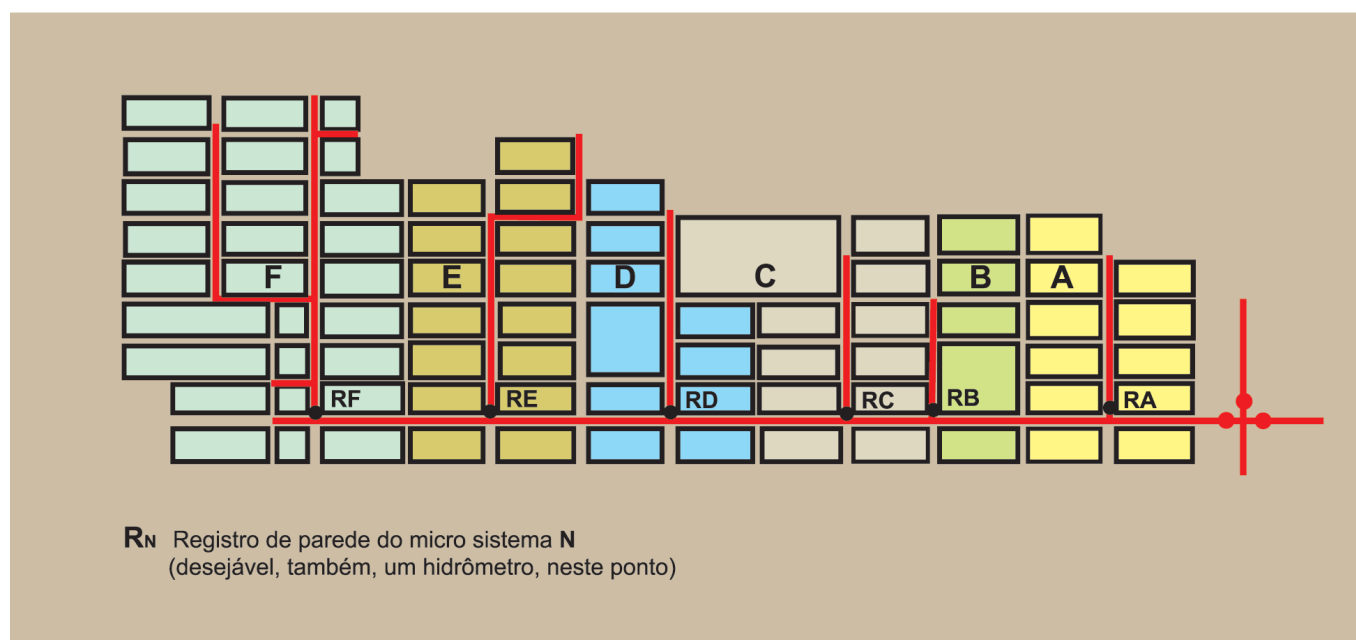 F E D C B A
RF RE RD RC RB RA
RN Registro de parede do micro sistema N
(desejável, também, um hidrômetro, neste ponto)